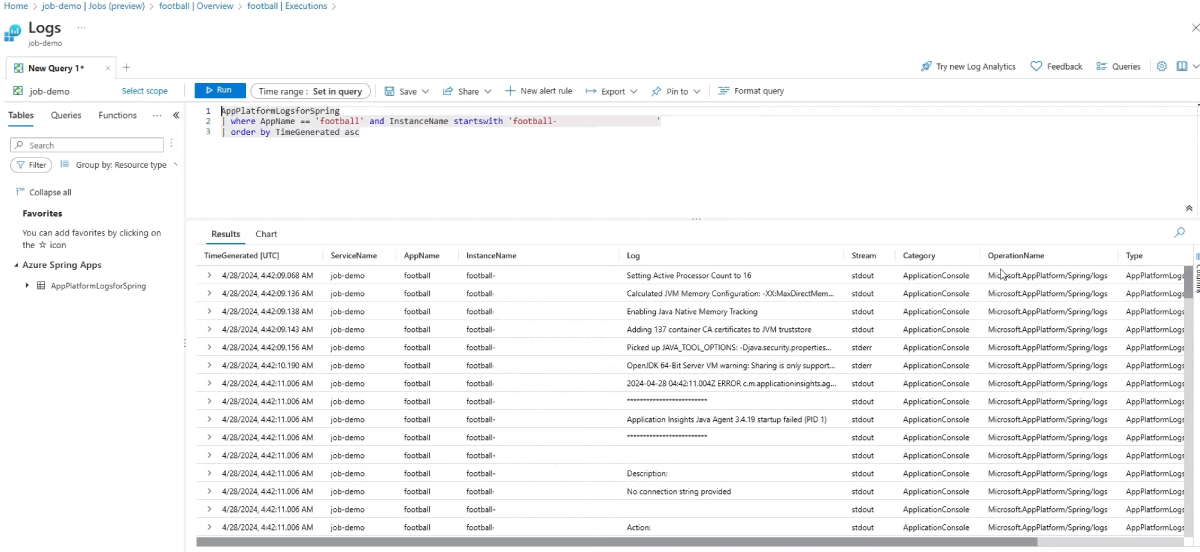 Home > job-demo | Jobs (preview) > football | Overview > football | Executions >
Logs ...
job-demo
New Query 1* × +
Try new Log Analytics Feedback Queries
job-demo Select scope
Run Time range : Set in query Save Share New alert rule Export Pin to Format query
Tables Queries Functions ... «
Search
Filter Group by: Resource type
Collapse all
Favorites
You can add favorites by clicking on
the ☆ icon
Azure Spring Apps
AppPlatformLogsforSpring
1 AppPlatformLogsforSpring
2 | where AppName == 'football' and InstanceName startswith 'football- '
3 | order by TimeGenerated asc
Results Chart
TimeGenerated [UTC] ServiceName AppName InstanceName Log Stream Category OperationName Type
4/28/2024, 4:42:09.068 AM job-demo football football- Setting Active Processor Count to 16 stdout ApplicationConsole Microsoft.AppPlatform/Spring/logs AppPlatformLogs
4/28/2024, 4:42:09.136 AM job-demo football football- Calculated JVM Memory Configuration: -XX:MaxDirectMem... stdout ApplicationConsole Microsoft.AppPlatform/Spring/logs AppPlatformLogs
4/28/2024, 4:42:09.138 AM job-demo football football- Enabling Java Native Memory Tracking stdout ApplicationConsole Microsoft.AppPlatform/Spring/logs AppPlatformLogs
4/28/2024, 4:42:09.143 AM job-demo football football- Adding 137 container CA certificates to JVM truststore stdout ApplicationConsole Microsoft.AppPlatform/Spring/logs AppPlatformLogs
4/28/2024, 4:42:09.156 AM job-demo football football- Picked up JAVA_TOOL_OPTIONS: -Djava.security.properties... stderr ApplicationConsole Microsoft.AppPlatform/Spring/logs AppPlatformLogs
4/28/2024, 4:42:10.190 AM job-demo football football- OpenJDK 64-Bit Server VM warning: Sharing is only support... stderr ApplicationConsole Microsoft.AppPlatform/Spring/logs AppPlatformLogs
4/28/2024, 4:42:11.006 AM job-demo football football- 2024-04-28 04:42:11.004Z ERROR c.m.applicationinsights.ag... stdout ApplicationConsole Microsoft.AppPlatform/Spring/logs AppPlatformLogs
4/28/2024, 4:42:11.006 AM job-demo football football- ************************* stdout ApplicationConsole Microsoft.AppPlatform/Spring/logs AppPlatformLogs
4/28/2024, 4:42:11.006 AM job-demo football football- Application Insights Java Agent 3.4.19 startup failed (PID 1) stdout ApplicationConsole Microsoft.AppPlatform/Spring/logs AppPlatformLogs
4/28/2024, 4:42:11.006 AM job-demo football football- ************************* stdout ApplicationConsole Microsoft.AppPlatform/Spring/logs AppPlatformLogs
4/28/2024, 4:42:11.006 AM job-demo football football- stdout ApplicationConsole Microsoft.AppPlatform/Spring/logs AppPlatformLogs
4/28/2024, 4:42:11.006 AM job-demo football football- Description: stdout ApplicationConsole Microsoft.AppPlatform/Spring/logs AppPlatformLogs
4/28/2024, 4:42:11.006 AM job-demo football football- No connection string provided stdout ApplicationConsole Microsoft.AppPlatform/Spring/logs AppPlatformLogs
4/28/2024, 4:42:11.006 AM job-demo football football- stdout ApplicationConsole Microsoft.AppPlatform/Spring/logs AppPlatformLogs
4/28/2024, 4:42:11.006 AM job-demo football football- Action: stdout ApplicationConsole Microsoft.AppPlatform/Spring/logs AppPlatformLogs